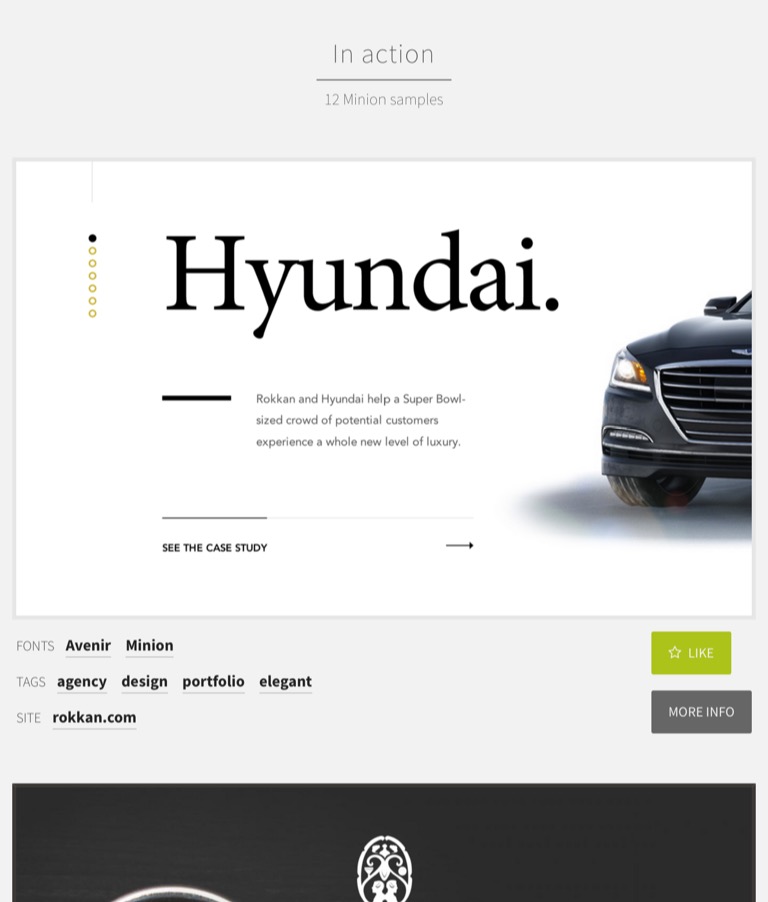 In action
12 Minion samples
Hyundai.
Rokkan and Hyundai help a Super Bowl-
sized crowd of potential customers
experience a whole new level of luxury.
SEE THE CASE STUDY
FONTS Avenir Minion
LIKE
TAGS agency design portfolio elegant
SITE rokkan.com
MORE INFO